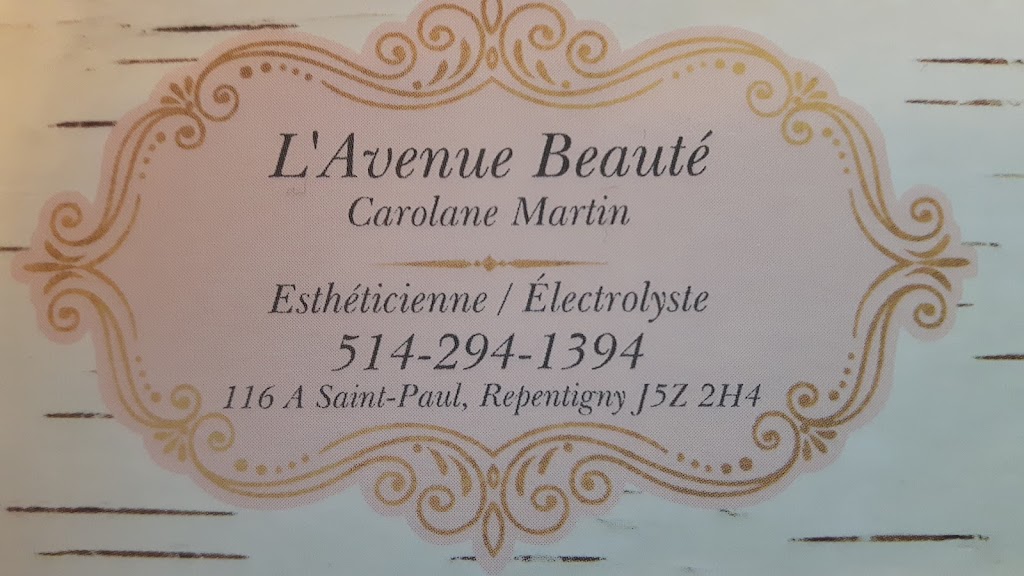 L'Avenue Beauté
Carolane Martin
Esthéticienne / Électrolyste
514-294-1394
116 A Saint-Paul, Repentigny J5Z 2H4